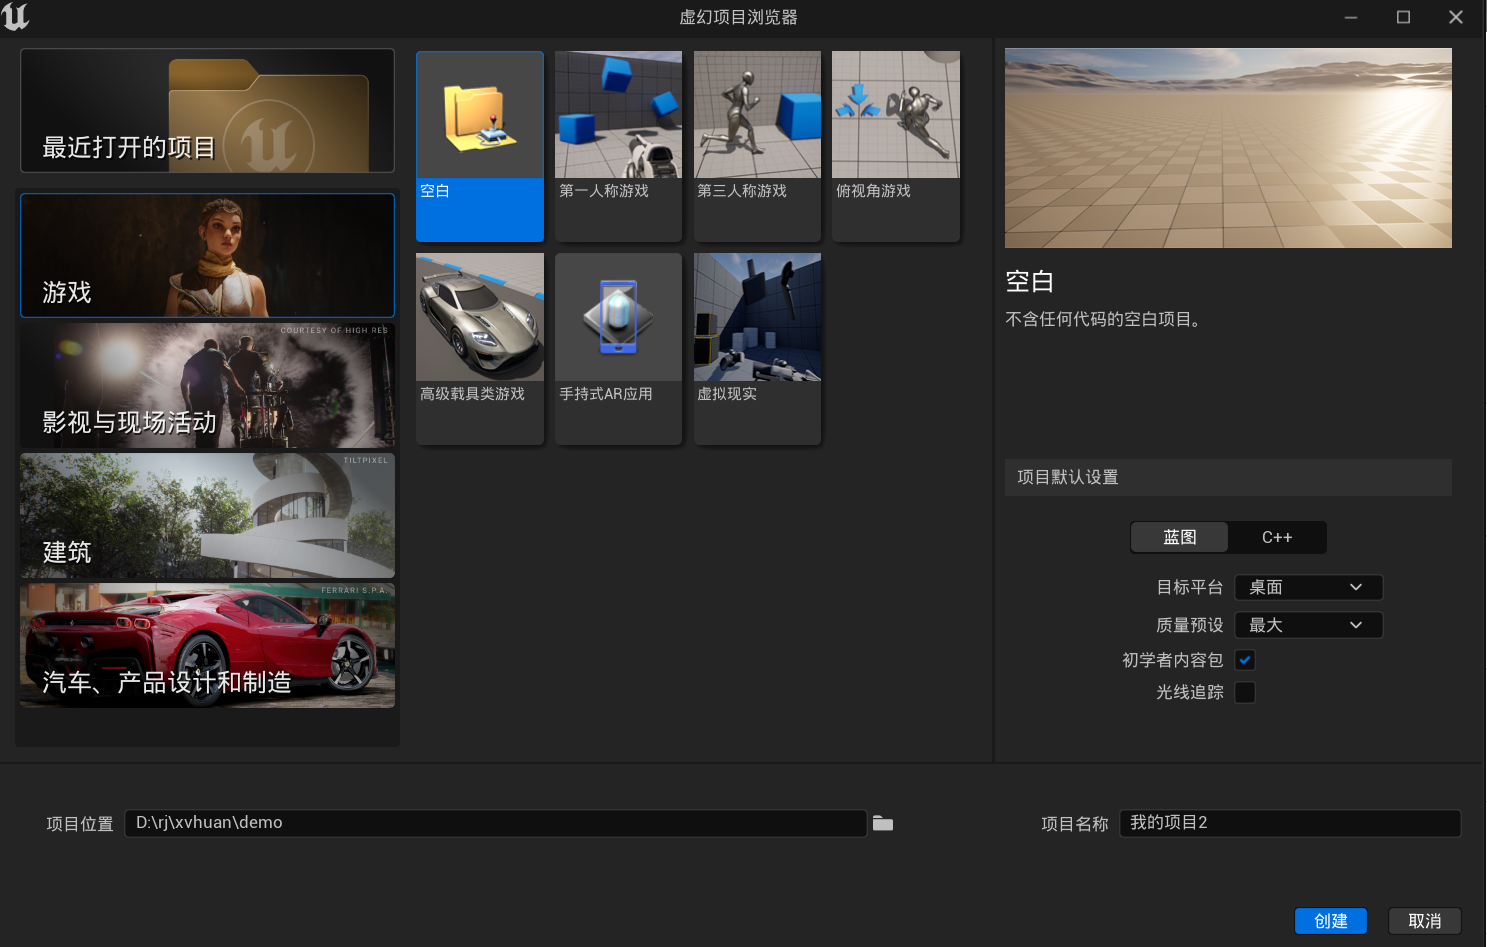 虚幻项目浏览器
最近打开的项目
游戏
COURTESY OF HIGH RES
影视与现场活动
TILTPIXEL
建筑
FERRARI S.P.A.
汽车、产品设计和制造
空白
第一人称游戏
第三人称游戏
俯视角游戏
高级载具类游戏
手持式AR应用
虚拟现实
空白
不含任何代码的空白项目。
项目默认设置
蓝图
C++
目标平台
桌面
质量预设
最大
初学者内容包
光线追踪
项目位置
D:\rj\xvhuan\demo
项目名称
我的项目2
创建
取消